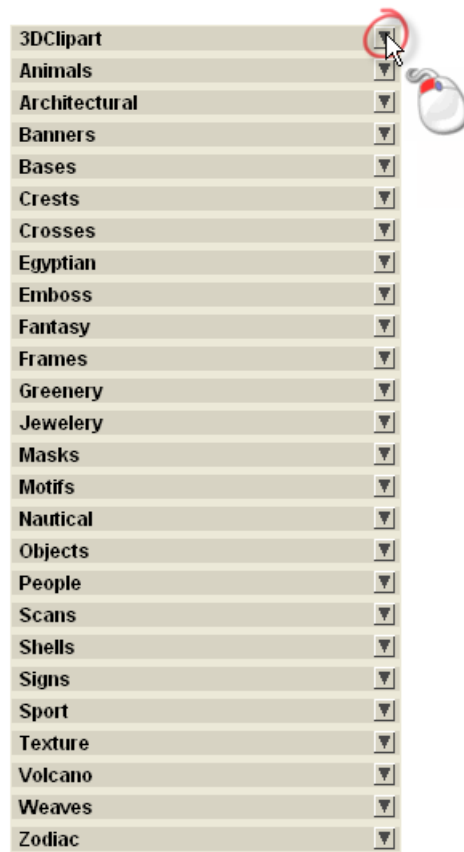 3DClipart
Animals
Architectural
Banners
Bases
Crests
Crosses
Egyptian
Emboss
Fantasy
Frames
Greenery
Jewelery
Masks
Motifs
Nautical
Objects
People
Scans
Shells
Signs
Sport
Texture
Volcano
Weaves
Zodiac